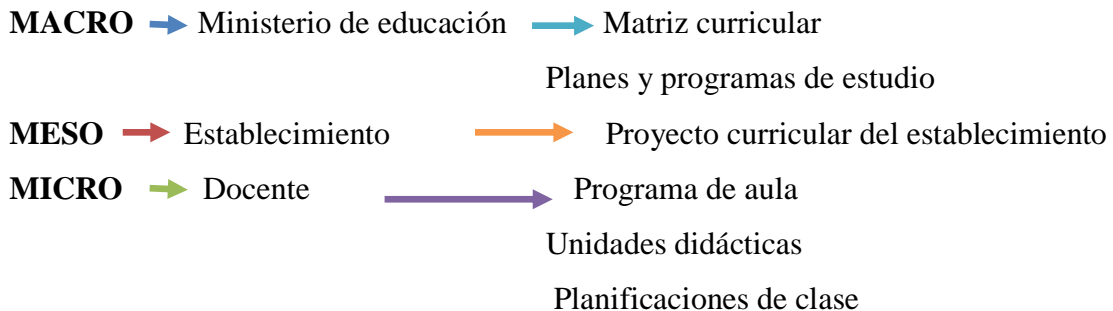 MACRO Ministerio de educación Matriz curricular
Planes y programas de estudio
MESO Establecimiento Proyecto curricular del establecimiento
MICRO Docente Programa de aula
Unidades didácticas
Planificaciones de clase